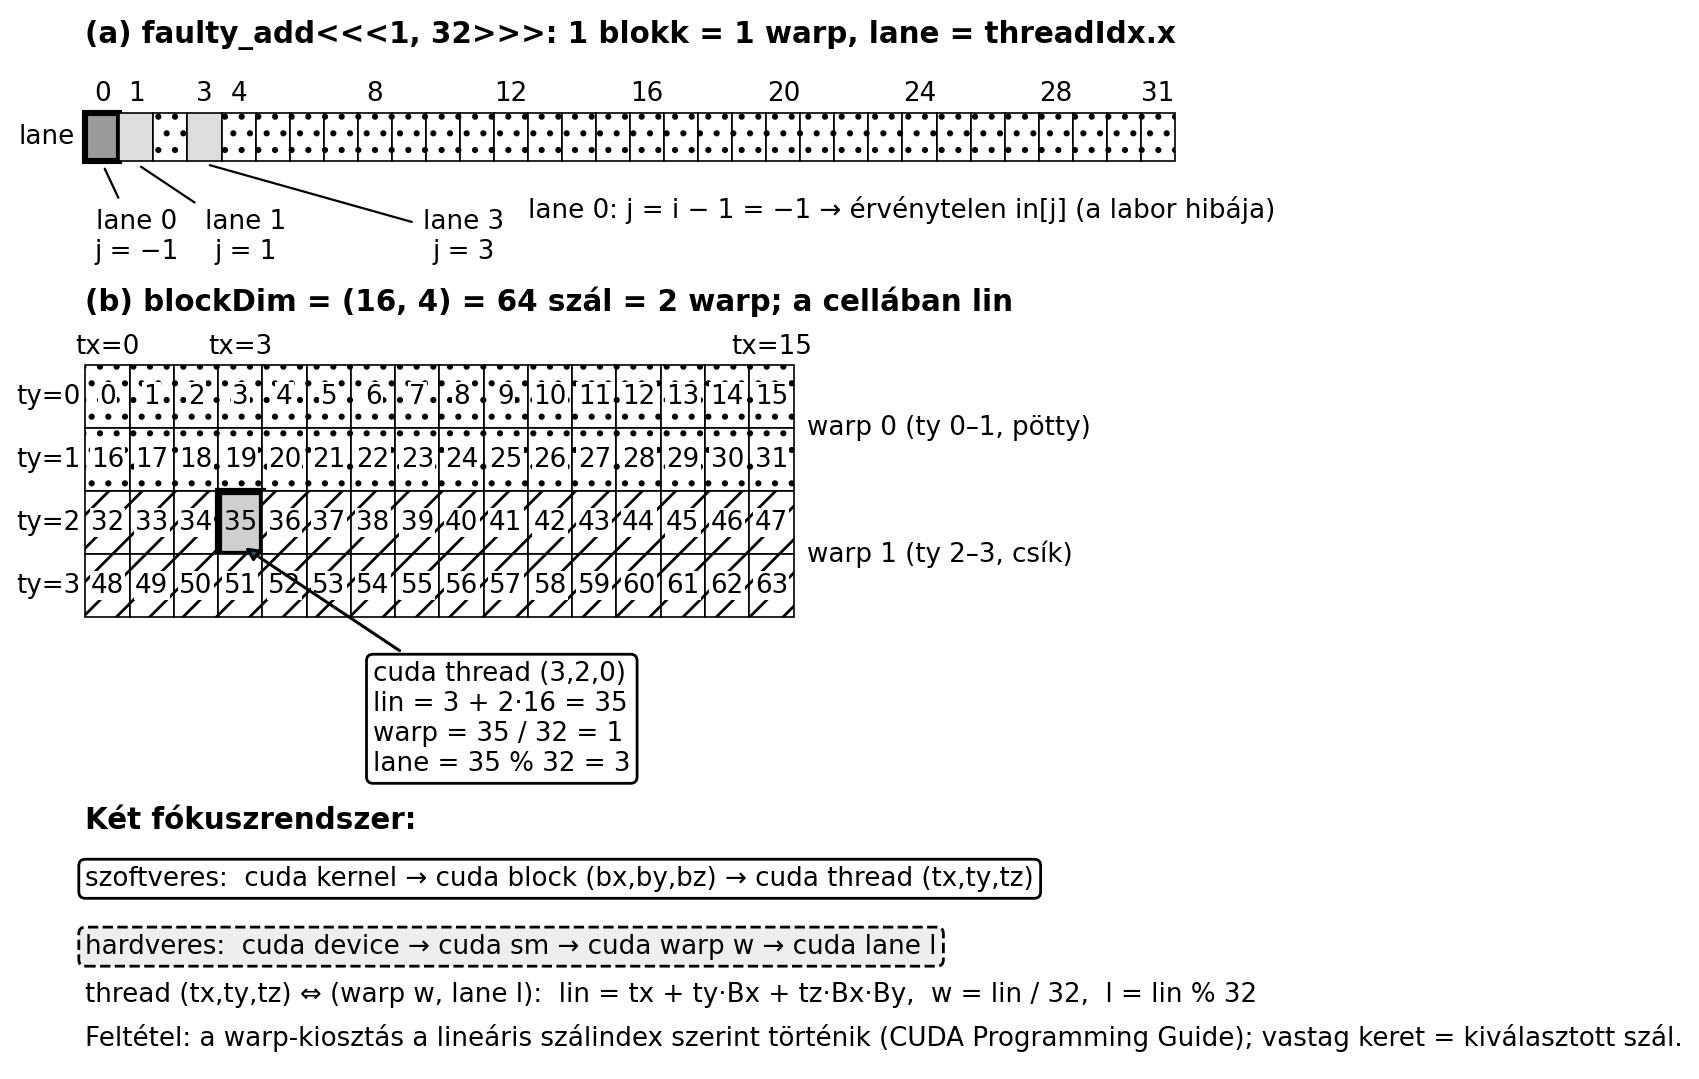 (a) faulty_add<<<1, 32>>>: 1 blokk = 1 warp, lane = threadIdx.x
0 1 3 4 8 12 16 20 24 28 31
lane
lane 0: j = i − 1 = −1 → érvénytelen in[j] (a labor hibája)
lane 0 lane 1 lane 3
j = −1 j = 1 j = 3
(b) blockDim = (16, 4) = 64 szál = 2 warp; a cellában lin
tx=0 tx=3 tx=15
ty=0 0 1 2 3 4 5 6 7 8 9 10 11 12 13 14 15
warp 0 (ty 0–1, pötty)
ty=1 16 17 18 19 20 21 22 23 24 25 26 27 28 29 30 31
ty=2 32 33 34 35 36 37 38 39 40 41 42 43 44 45 46 47
warp 1 (ty 2–3, csík)
ty=3 48 49 50 51 52 53 54 55 56 57 58 59 60 61 62 63
cuda thread (3,2,0)
lin = 3 + 2·16 = 35
warp = 35 / 32 = 1
lane = 35 % 32 = 3
Két fókuszrendszer:
szoftveres: cuda kernel → cuda block (bx,by,bz) → cuda thread (tx,ty,tz)
hardveres: cuda device → cuda sm → cuda warp w → cuda lane l
thread (tx,ty,tz) ⇔ (warp w, lane l): lin = tx + ty·Bx + tz·Bx·By, w = lin / 32, l = lin % 32
Feltétel: a warp-kiosztás a lineáris szálindex szerint történik (CUDA Programming Guide); vastag keret = kiválasztott szál.